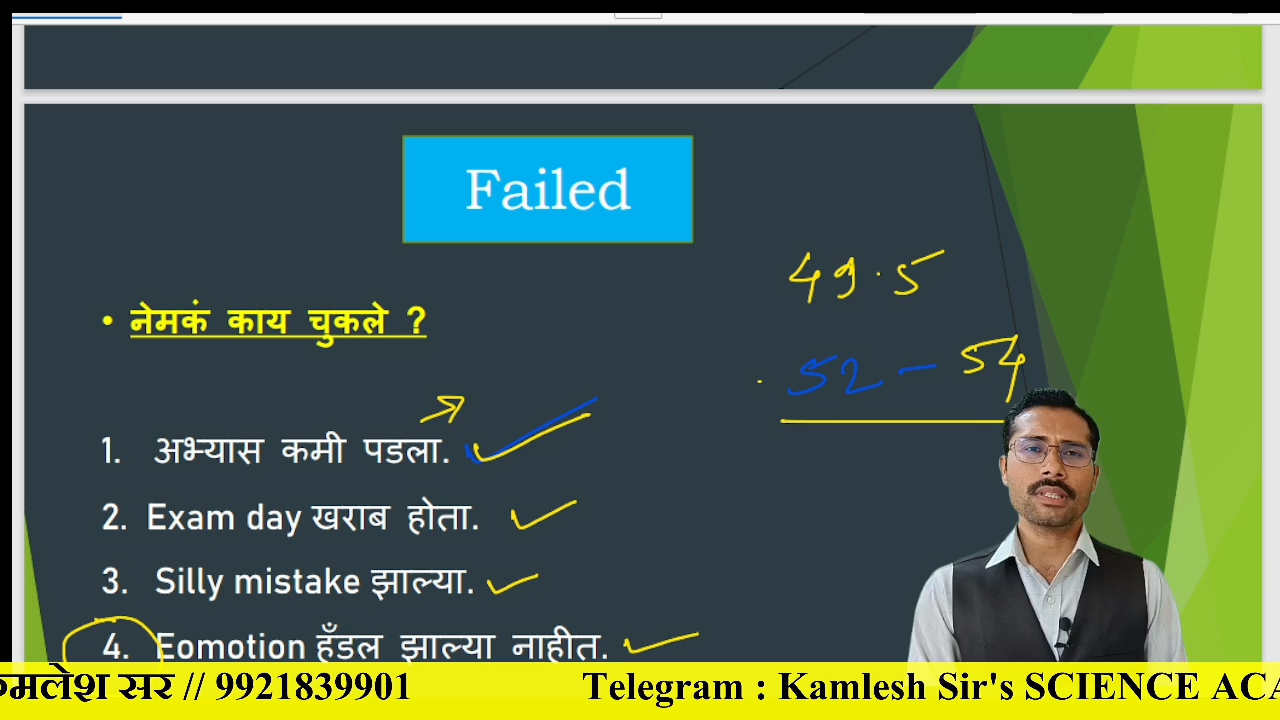 Failed
49.5
• नेमकं काय चुकले ?
52 - 54
1. अभ्यास कमी पडला.
2. Exam day खराब होता.
3. Silly mistake झाल्या.
4. Eomotion हँडल झाल्या नाहीत.
कमलेश सर // 9921839901 Telegram : Kamlesh Sir's SCIENCE ACA